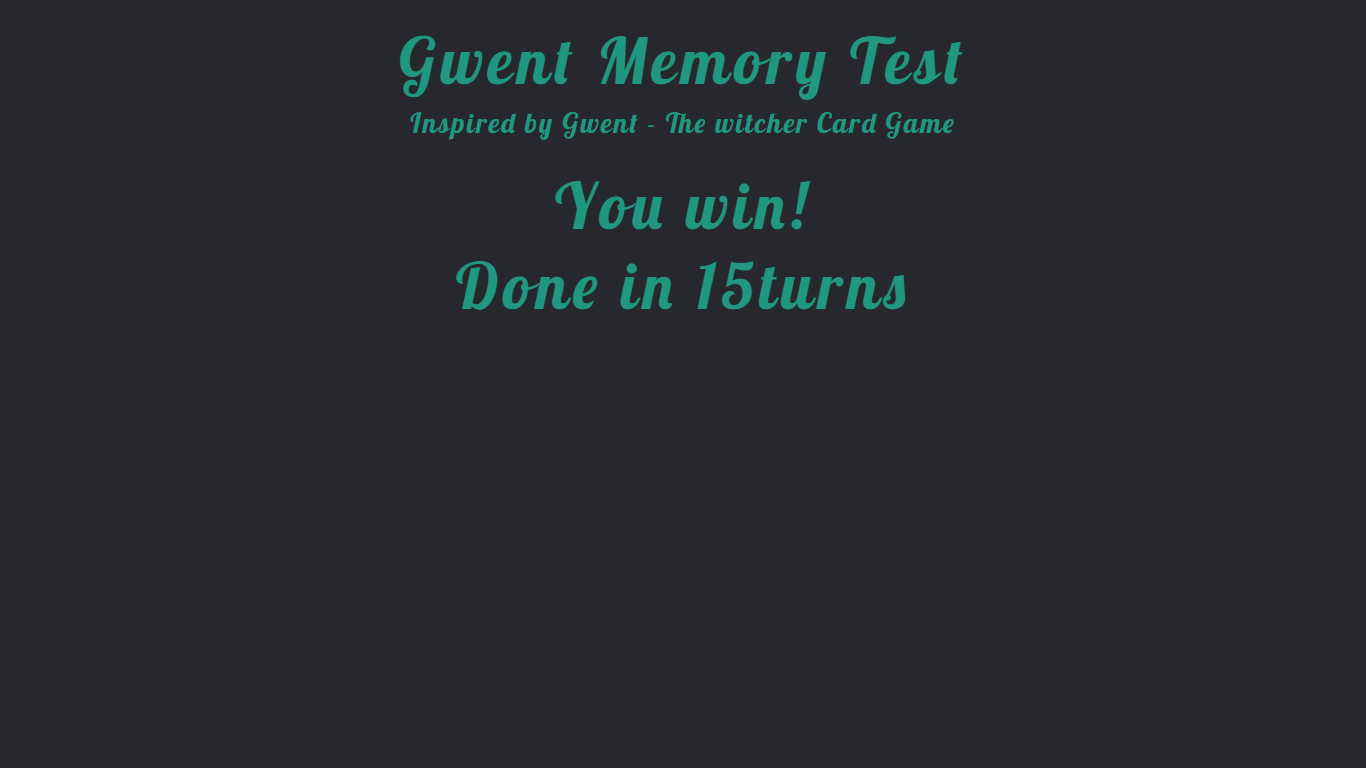 Gwent Memory Test
Inspired by Gwent - The witcher Card Game
You win!
Done in 15turns